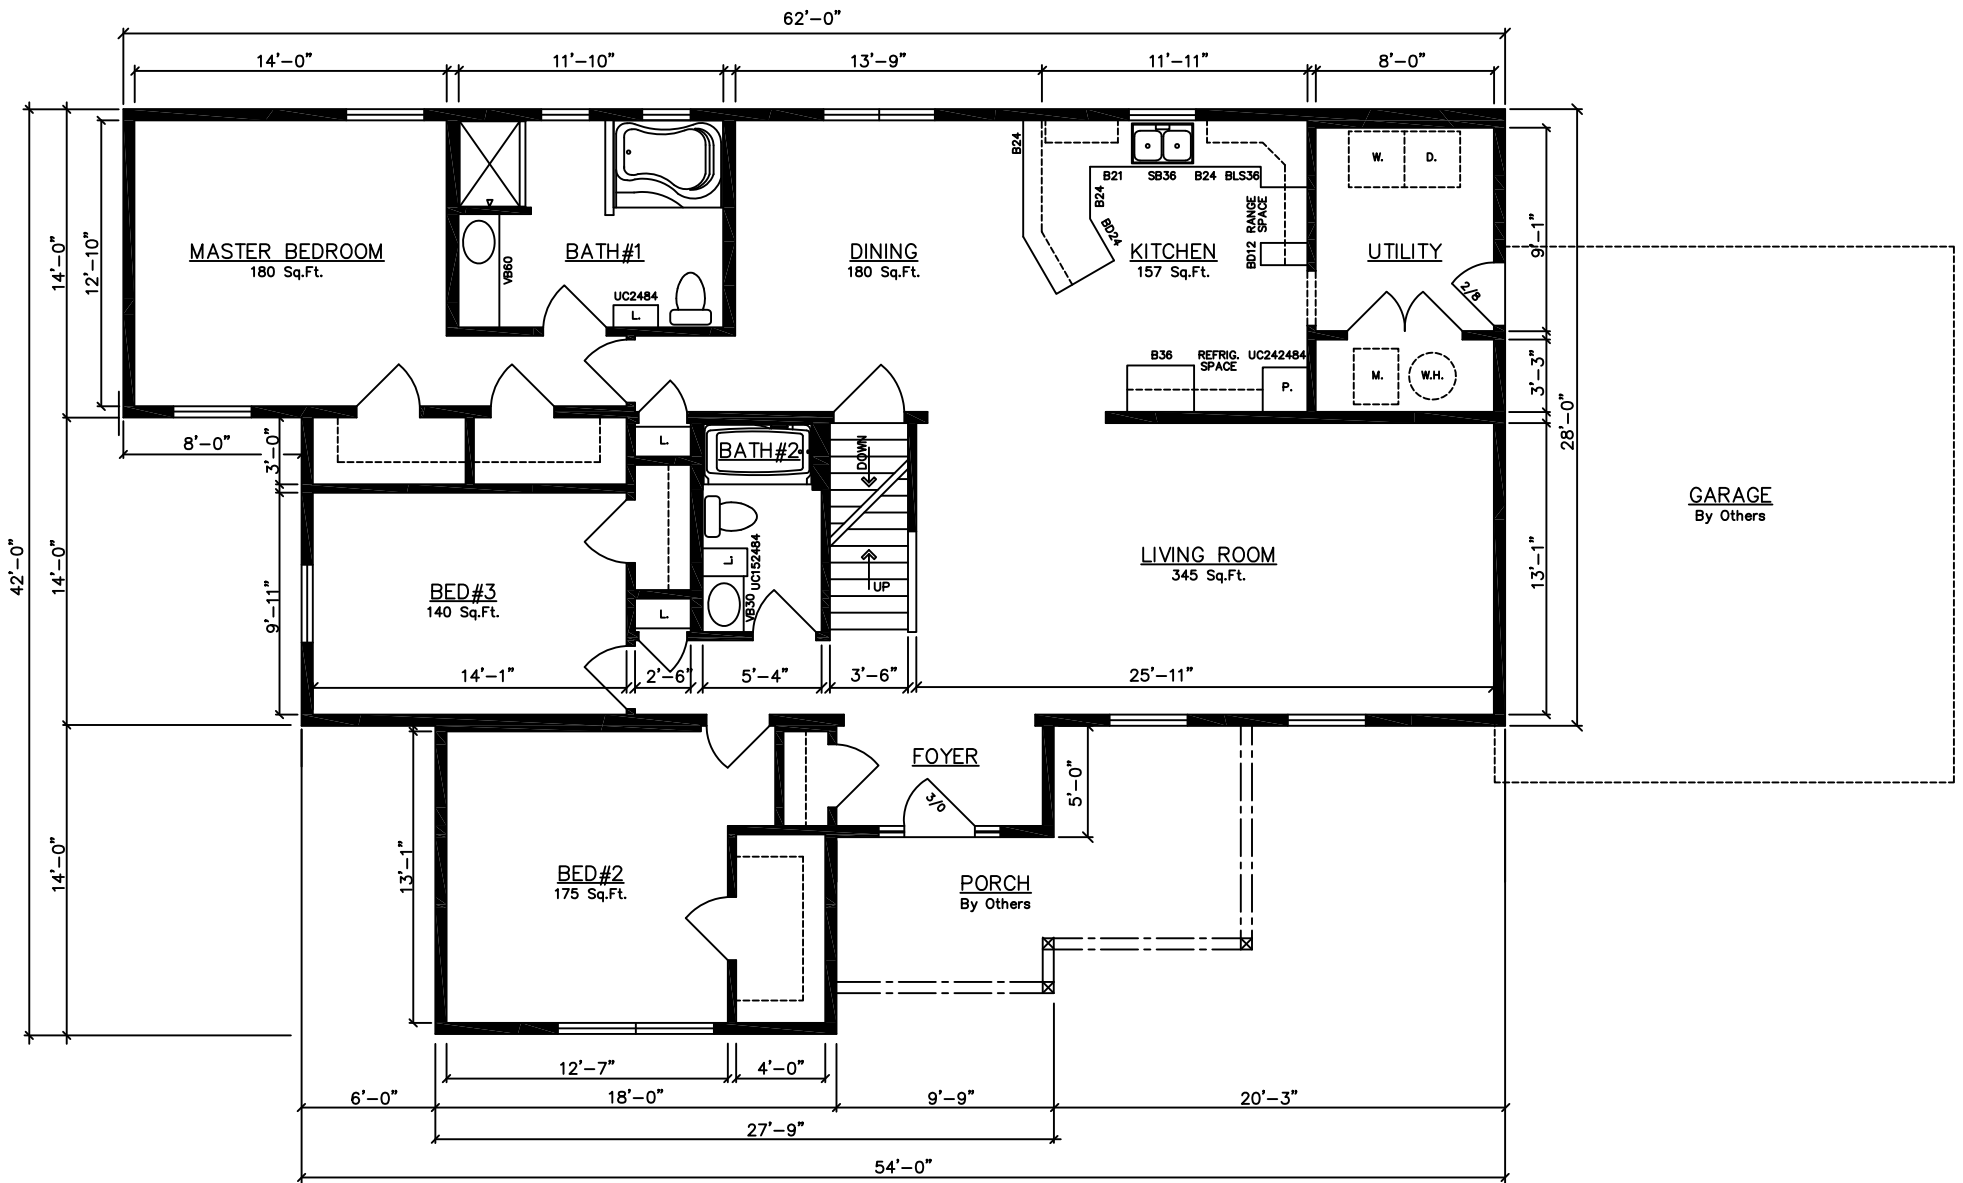 62'-0"
14'-0"
11'-10"
13'-9"
11'-11"
8'-0"
14'-0"
12'-10"
MASTER BEDROOM
180 Sq.Ft.
BATH#1
VB60
UC2484
L.
DINING
180 Sq.Ft.
B24
B21
SB36
B24
BLS36
B24
BD24
RANGE
SPACE
BD12
KITCHEN
157 Sq.Ft.
W.
D.
UTILITY
2/8
9'-1"
B36
REFRIG.
SPACE
UC242484
P.
M.
W.H.
3'-3"
28'-0"
8'-0"
3'-0"
L.
BATH#2
DOWN
UP
L.
UC152484
VB30
L.
42'-0"
14'-0"
9'-11"
BED#3
140 Sq.Ft.
LIVING ROOM
345 Sq.Ft.
13'-1"
GARAGE
By Others
14'-1"
2'-6"
5'-4"
3'-6"
25'-11"
FOYER
3/0
5'-0"
14'-0"
13'-1"
BED#2
175 Sq.Ft.
PORCH
By Others
12'-7"
4'-0"
6'-0"
18'-0"
9'-9"
20'-3"
27'-9"
54'-0"